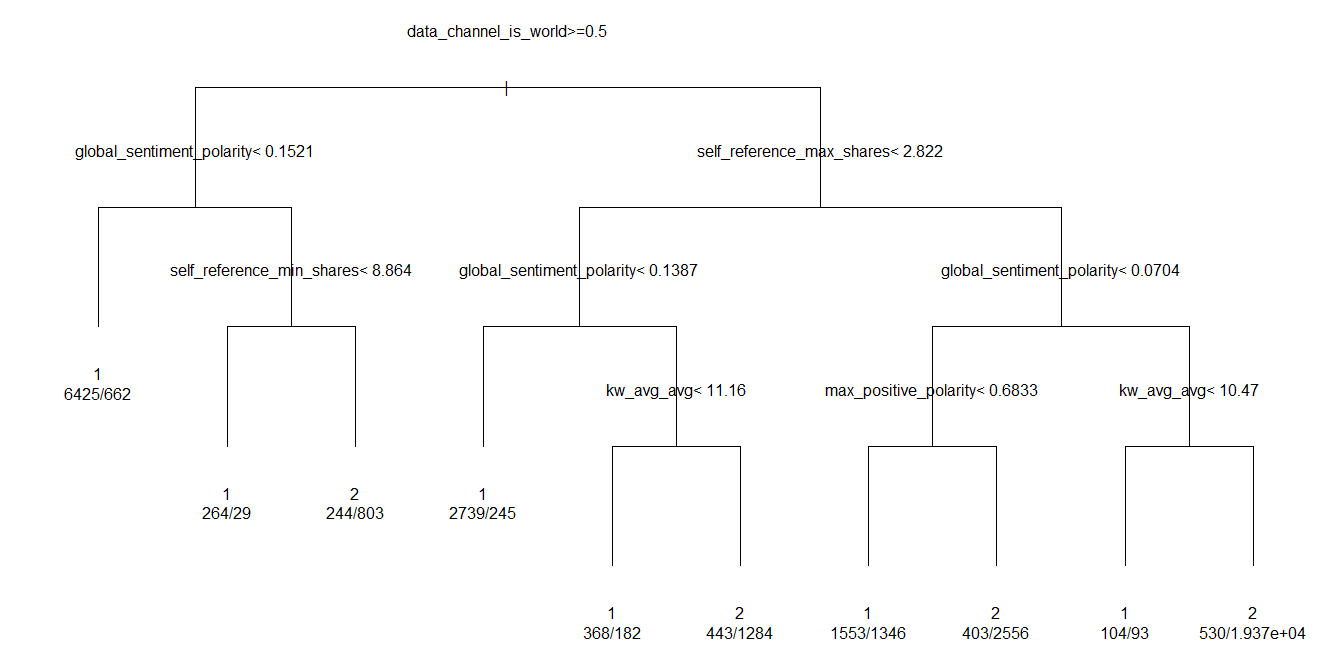 data_channel_is_world>=0.5
global_sentiment_polarity< 0.1521
self_reference_max_shares< 2.822
self_reference_min_shares< 8.864
global_sentiment_polarity< 0.1387
global_sentiment_polarity< 0.0704
1
6425/662
kw_avg_avg< 11.16
max_positive_polarity< 0.6833
kw_avg_avg< 10.47
1
264/29
2
244/803
1
2739/245
1
368/182
2
443/1284
1
1553/1346
2
403/2556
1
104/93
2
530/1.937e+04